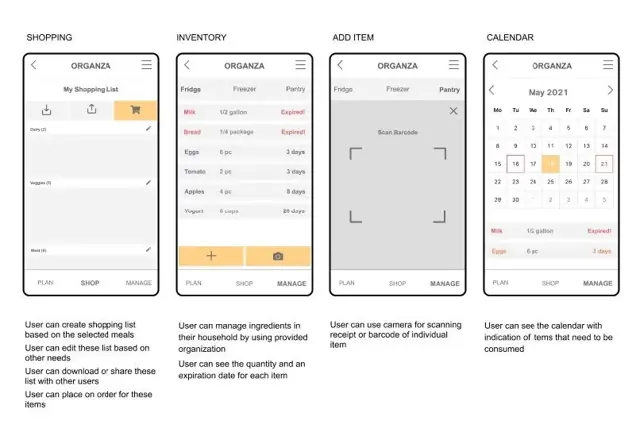 SHOPPING
ORGANZA
My Shopping List
Dairy (2)
Veggies (5)
PLAN SHOP MANAGE
User can create shopping list
based on the selected meals
User can edit these list based on
other needs
User can download or share these
list with other users
User can place on order for these
items
INVENTORY
ORGANZA
Fridge Freezer Pantry
Milk 1/2 gallon Expired!
Bread 1/4 package Expired!
Eggs 6 pc 3 days
Tomato 2 pc 3 days
Apples 4 pc 8 days
Yogurt 6 cups 20 days
PLAN SHOP MANAGE
User can manage ingredients in
their household by using provided
organization
User can see the quantity and an
expiration date for each item
ADD ITEM
ORGANZA
Fridge Freezer Pantry
Scan Barcode
PLAN SHOP MANAGE
User can use camera for scanning
receipt or barcode of individual
item
CALENDAR
ORGANZA
May 2021
Mo Tu We Th Fr Sa Su
1 2 3 4 5 6 7
8 9 10 11 12 13 14
15 16 17 18 19 20 21
22 23 24 25 26 27 28
29 30 1 2 3 4 5
Milk 1/2 gallon Expired!
Eggs 6 pc 3 days
PLAN SHOP MANAGE
User can see the calendar with
indication of items that need to be
consumed